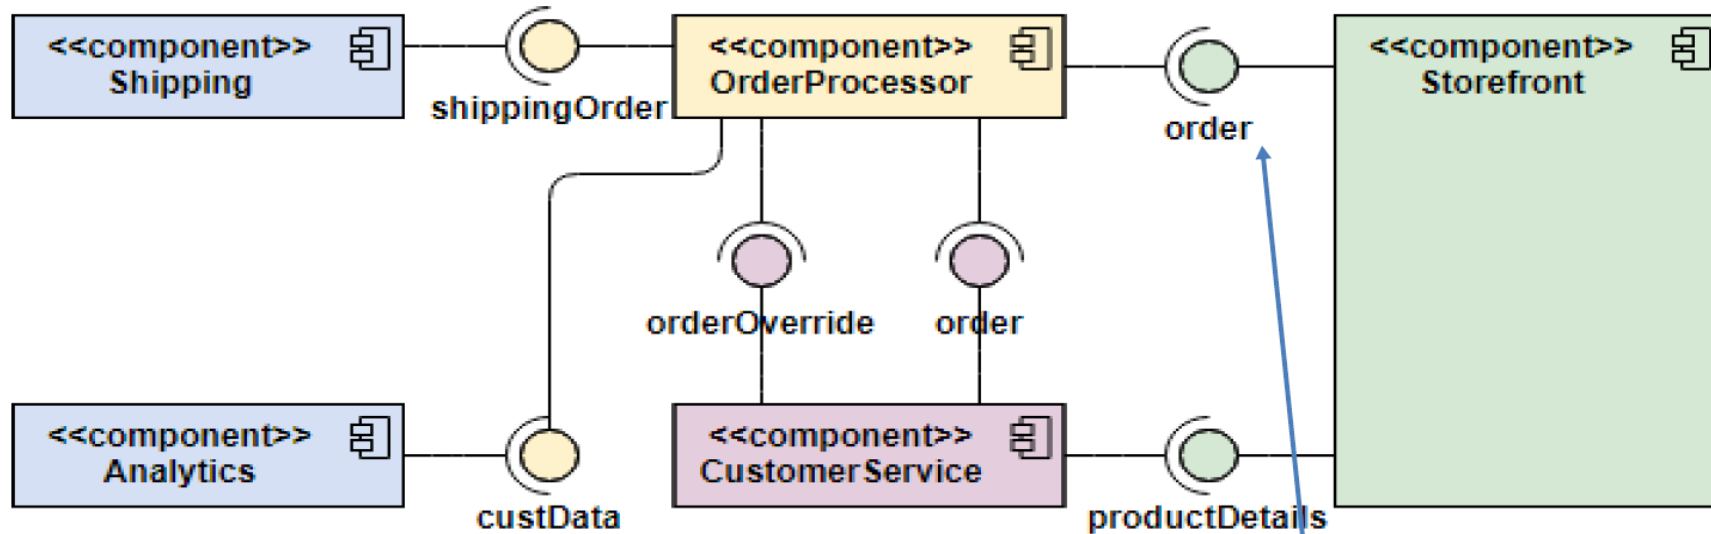 <<component>>
Shipping
shippingOrder
<<component>>
OrderProcessor
order
<<component>>
Storefront
orderOverride
order
<<component>>
Analytics
custData
<<component>>
CustomerService
productDetails